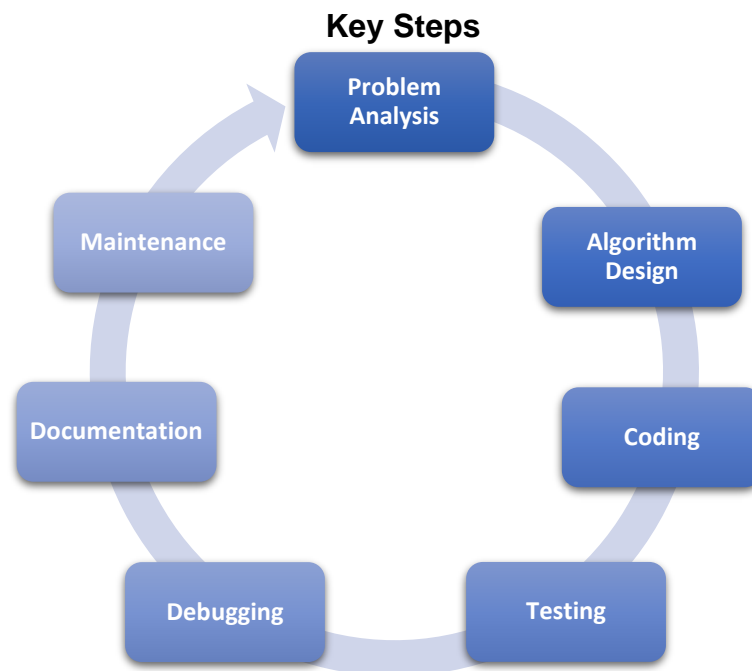 Key Steps
Problem
Analysis
Algorithm
Design
Coding
Testing
Debugging
Documentation
Maintenance